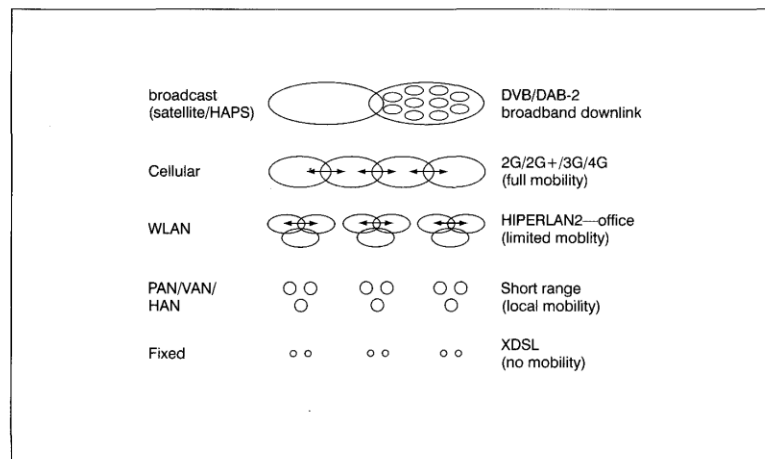 broadcast
(satellite/HAPS)
DVB/DAB-2
broadband downlink
Cellular
2G/2G+/3G/4G
(full mobility)
WLAN
HIPERLAN2—office
(limited moblity)
PAN/VAN/
HAN
Short range
(local mobility)
Fixed
XDSL
(no mobility)